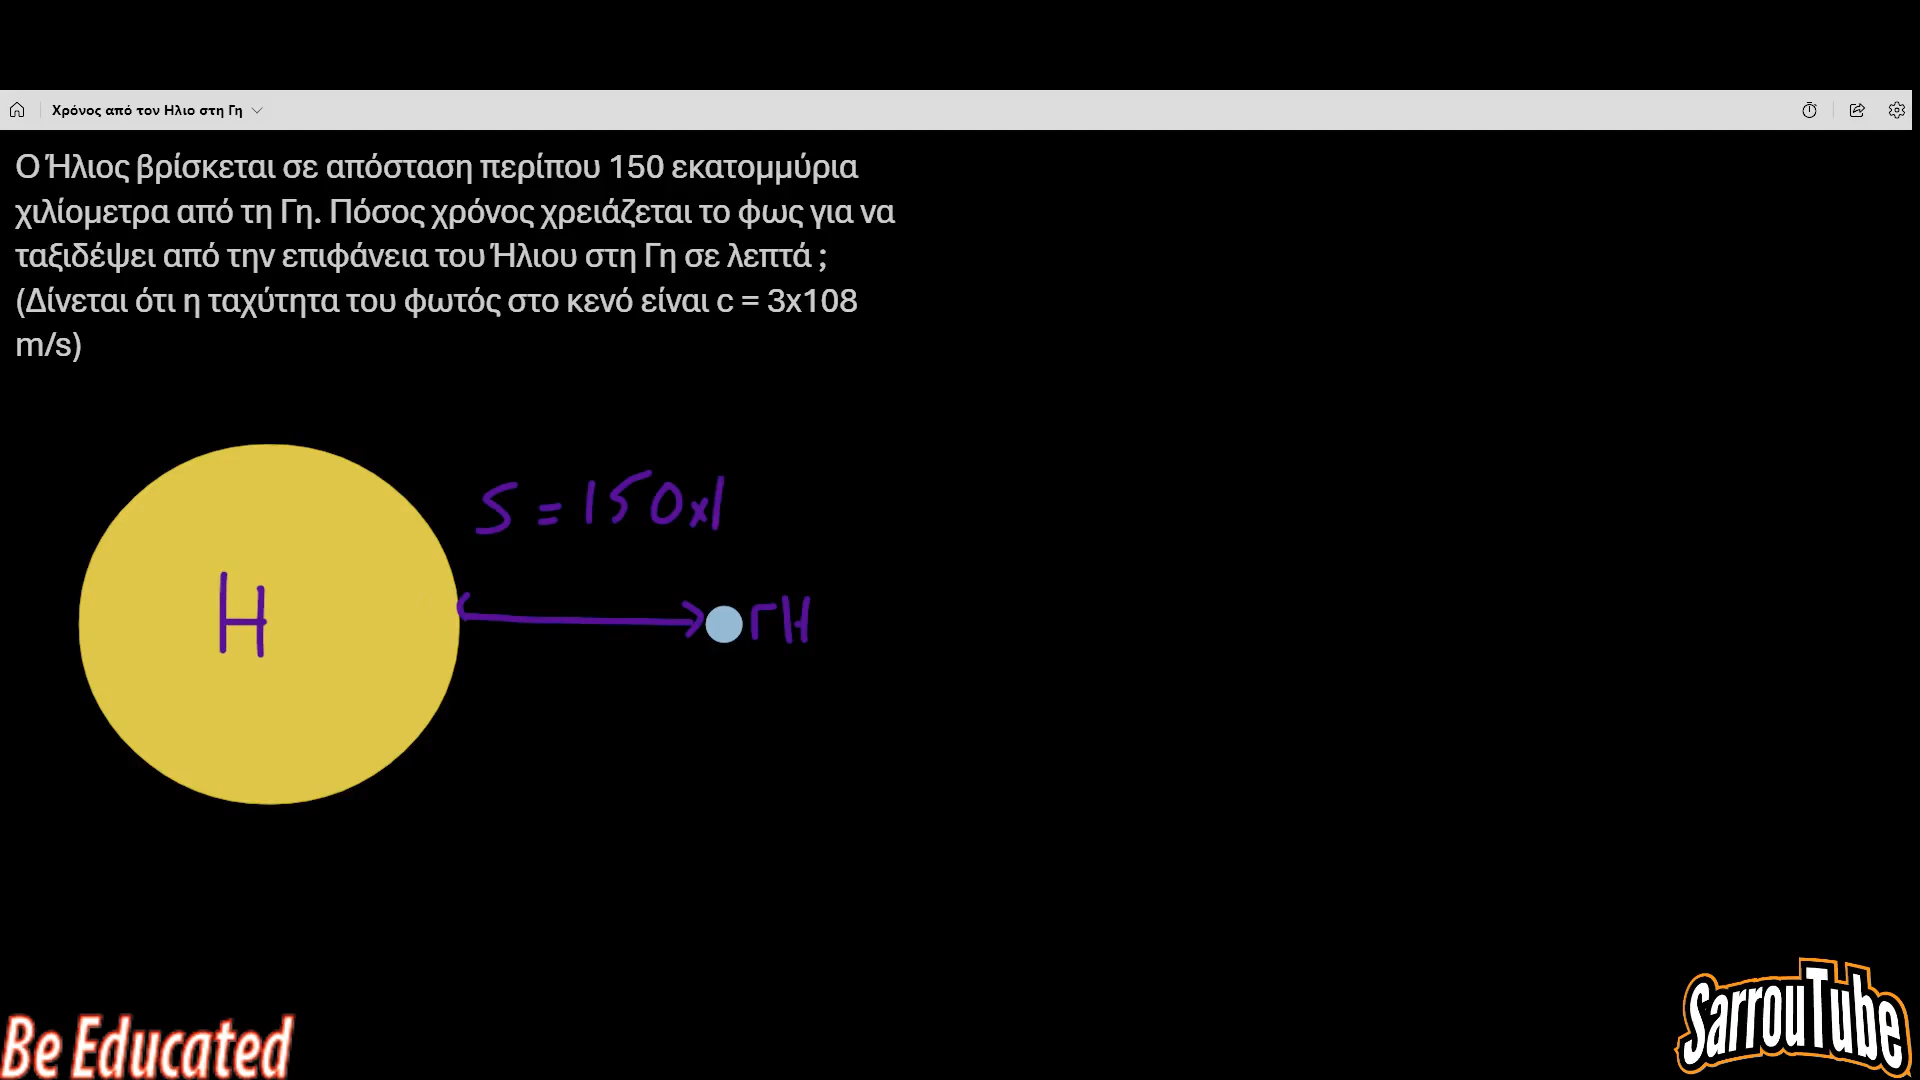 Χρόνος από τον Ηλιο στη Γη
Ο Ήλιος βρίσκεται σε απόσταση περίπου 150 εκατομμύρια
χιλίομετρα από τη Γη. Πόσος χρόνος χρειάζεται το φως για να
ταξιδέψει από την επιφάνεια του Ήλιου στη Γη σε λεπτά ;
(Δίνεται ότι η ταχύτητα του φωτός στο κενό είναι c = 3x108
m/s)
S = 150x1
Η
ΓΗ
Be Educated
SarrouTube